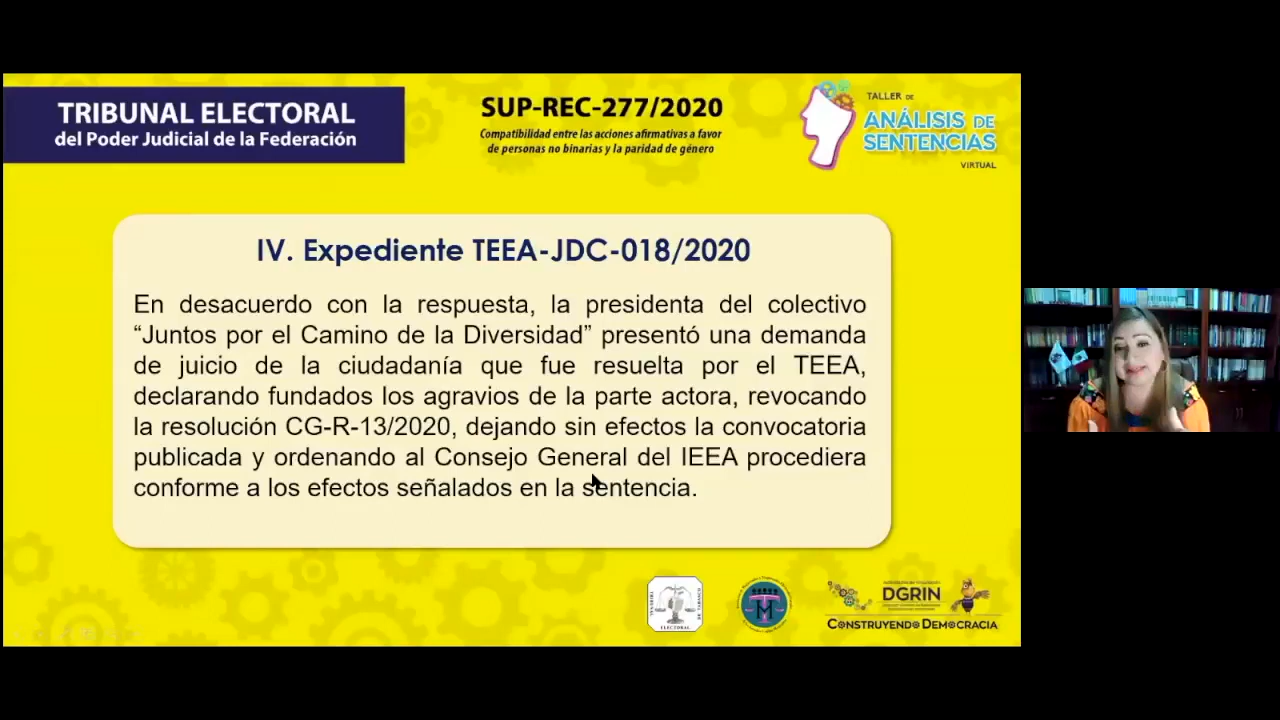 TRIBUNAL ELECTORAL
del Poder Judicial de la Federación
SUP-REC-277/2020
Compatibilidad entre las acciones afirmativas a favor
de personas no binarias y la paridad de género
TALLER DE
ANÁLISIS DE
SENTENCIAS
VIRTUAL
IV. Expediente TEEA-JDC-018/2020
En desacuerdo con la respuesta, la presidenta del colectivo
“Juntos por el Camino de la Diversidad” presentó una demanda
de juicio de la ciudadanía que fue resuelta por el TEEA,
declarando fundados los agravios de la parte actora, revocando
la resolución CG-R-13/2020, dejando sin efectos la convocatoria
publicada y ordenando al Consejo General del IEEA procediera
conforme a los efectos señalados en la sentencia.
TRIBUNAL
ELECTORAL
DE TABASCO
DGRIN
CONSTRUYENDO DEMOCRACIA